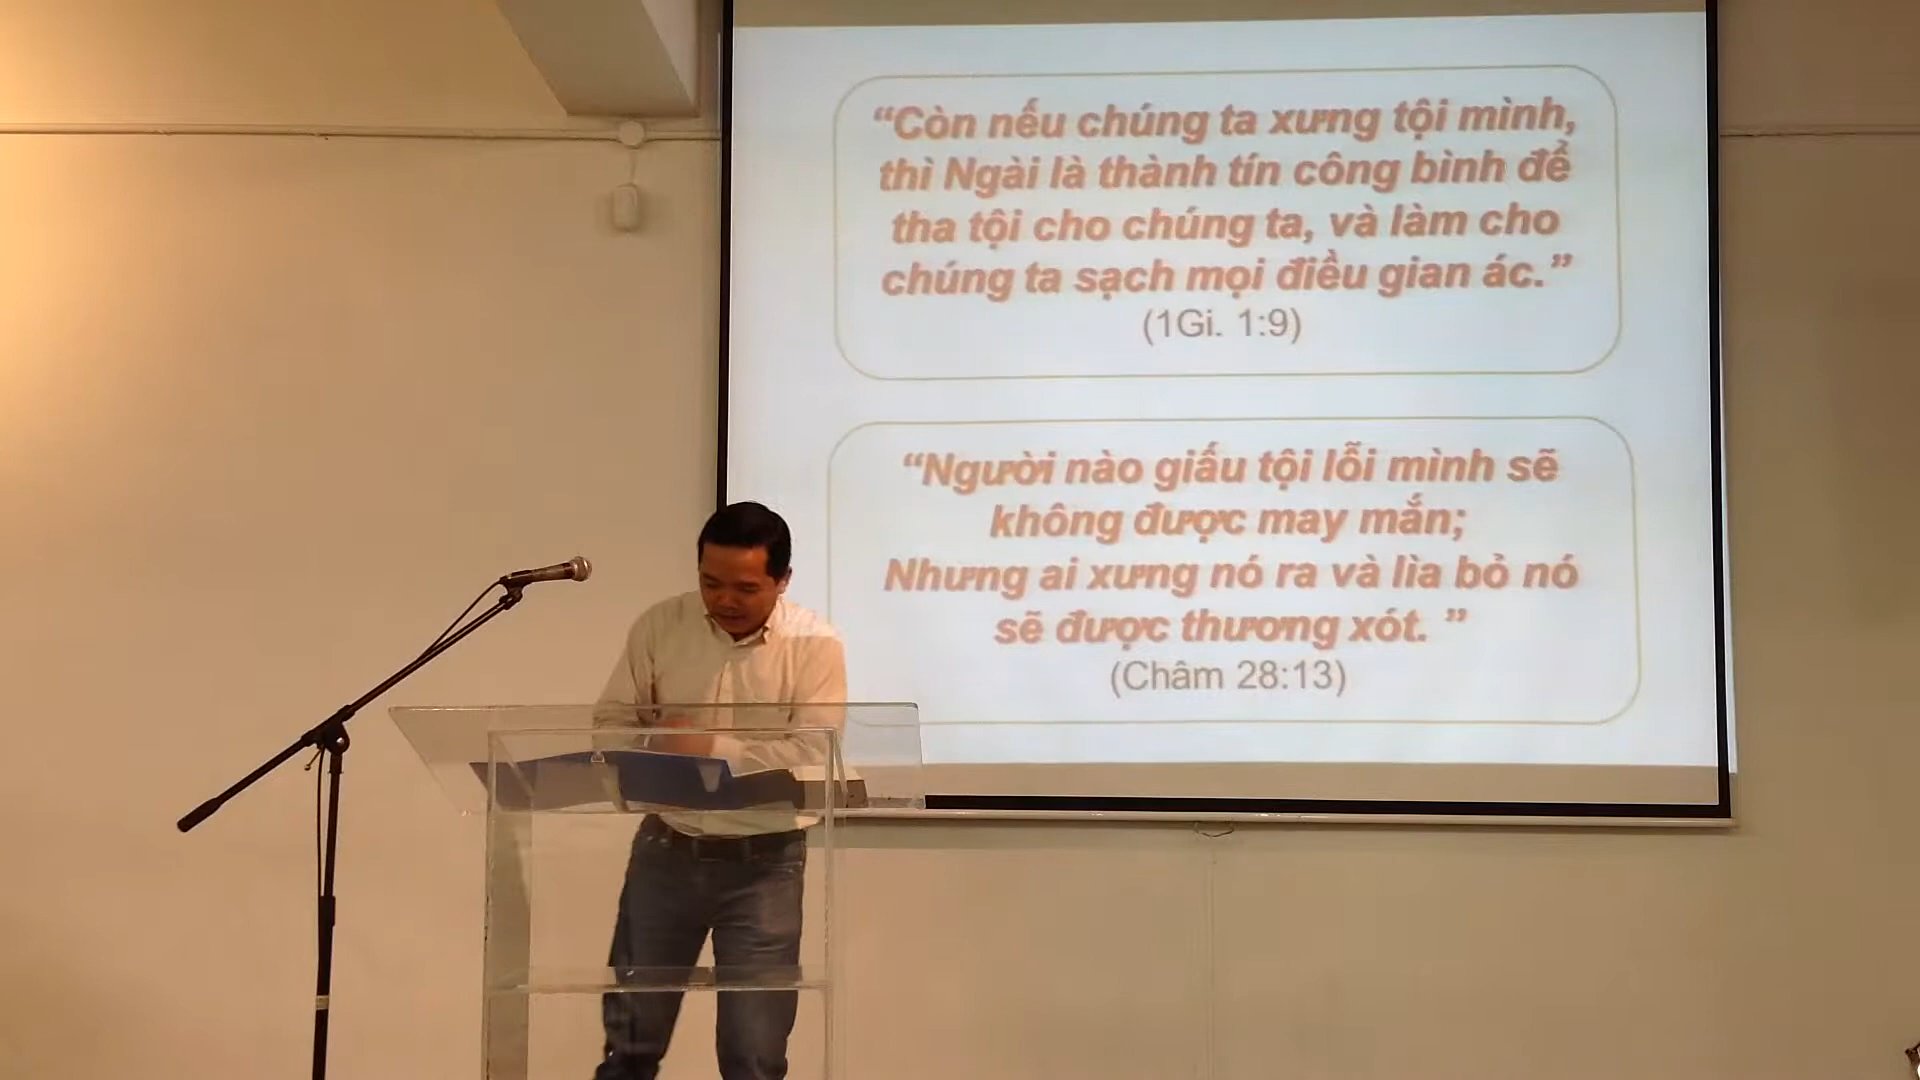 “Còn nếu chúng ta xưng tội mình,
thì Ngài là thành tín công bình để
tha tội cho chúng ta, và làm cho
chúng ta sạch mọi điều gian ác.”
(1Gi. 1:9)
“Người nào giấu tội lỗi mình sẽ
không được may mắn;
Nhưng ai xưng nó ra và lìa bỏ nó
sẽ được thương xót. ”
(Châm 28:13)